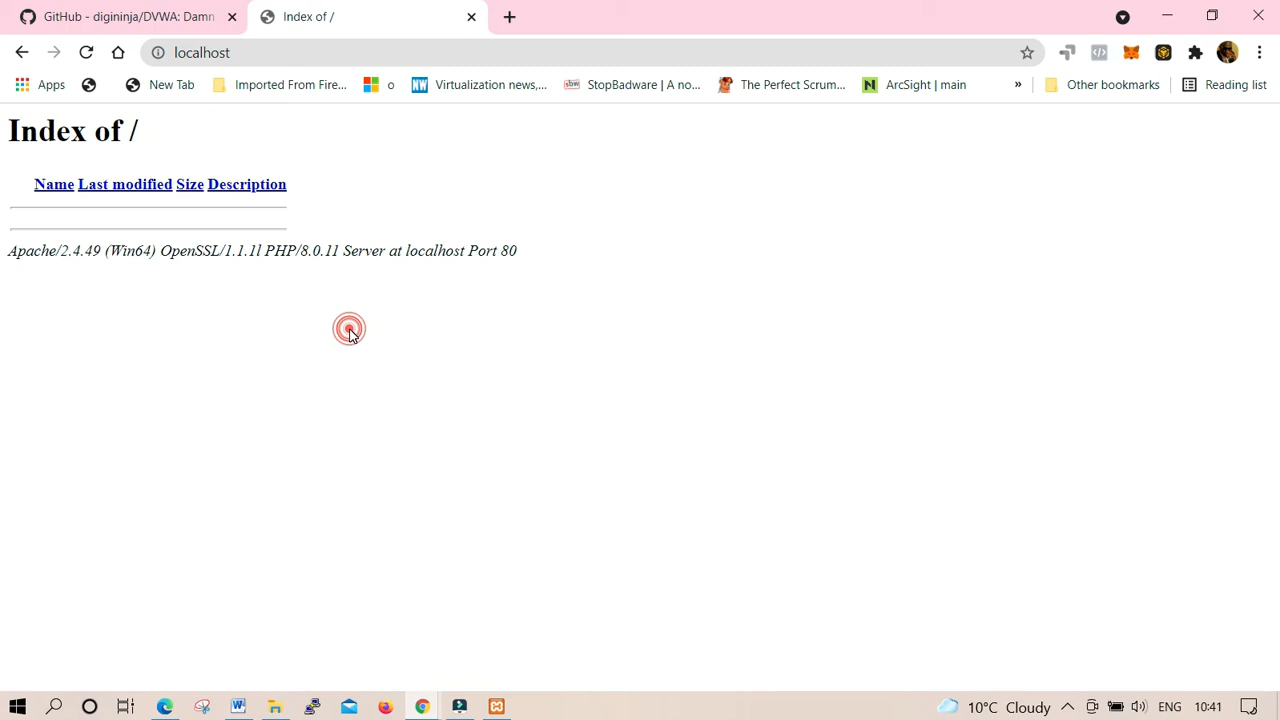 GitHub - digininja/DVWA: Damn
Index of /
localhost
Apps
New Tab
Imported From Fire...
o
NW
Virtualization news,...
sbw
StopBadware | A no...
The Perfect Scrum...
N
ArcSight | main
»
Other bookmarks
Reading list
Index of /
Name Last modified Size Description
Apache/2.4.49 (Win64) OpenSSL/1.1.1l PHP/8.0.11 Server at localhost Port 80
10°C Cloudy
ENG
10:41